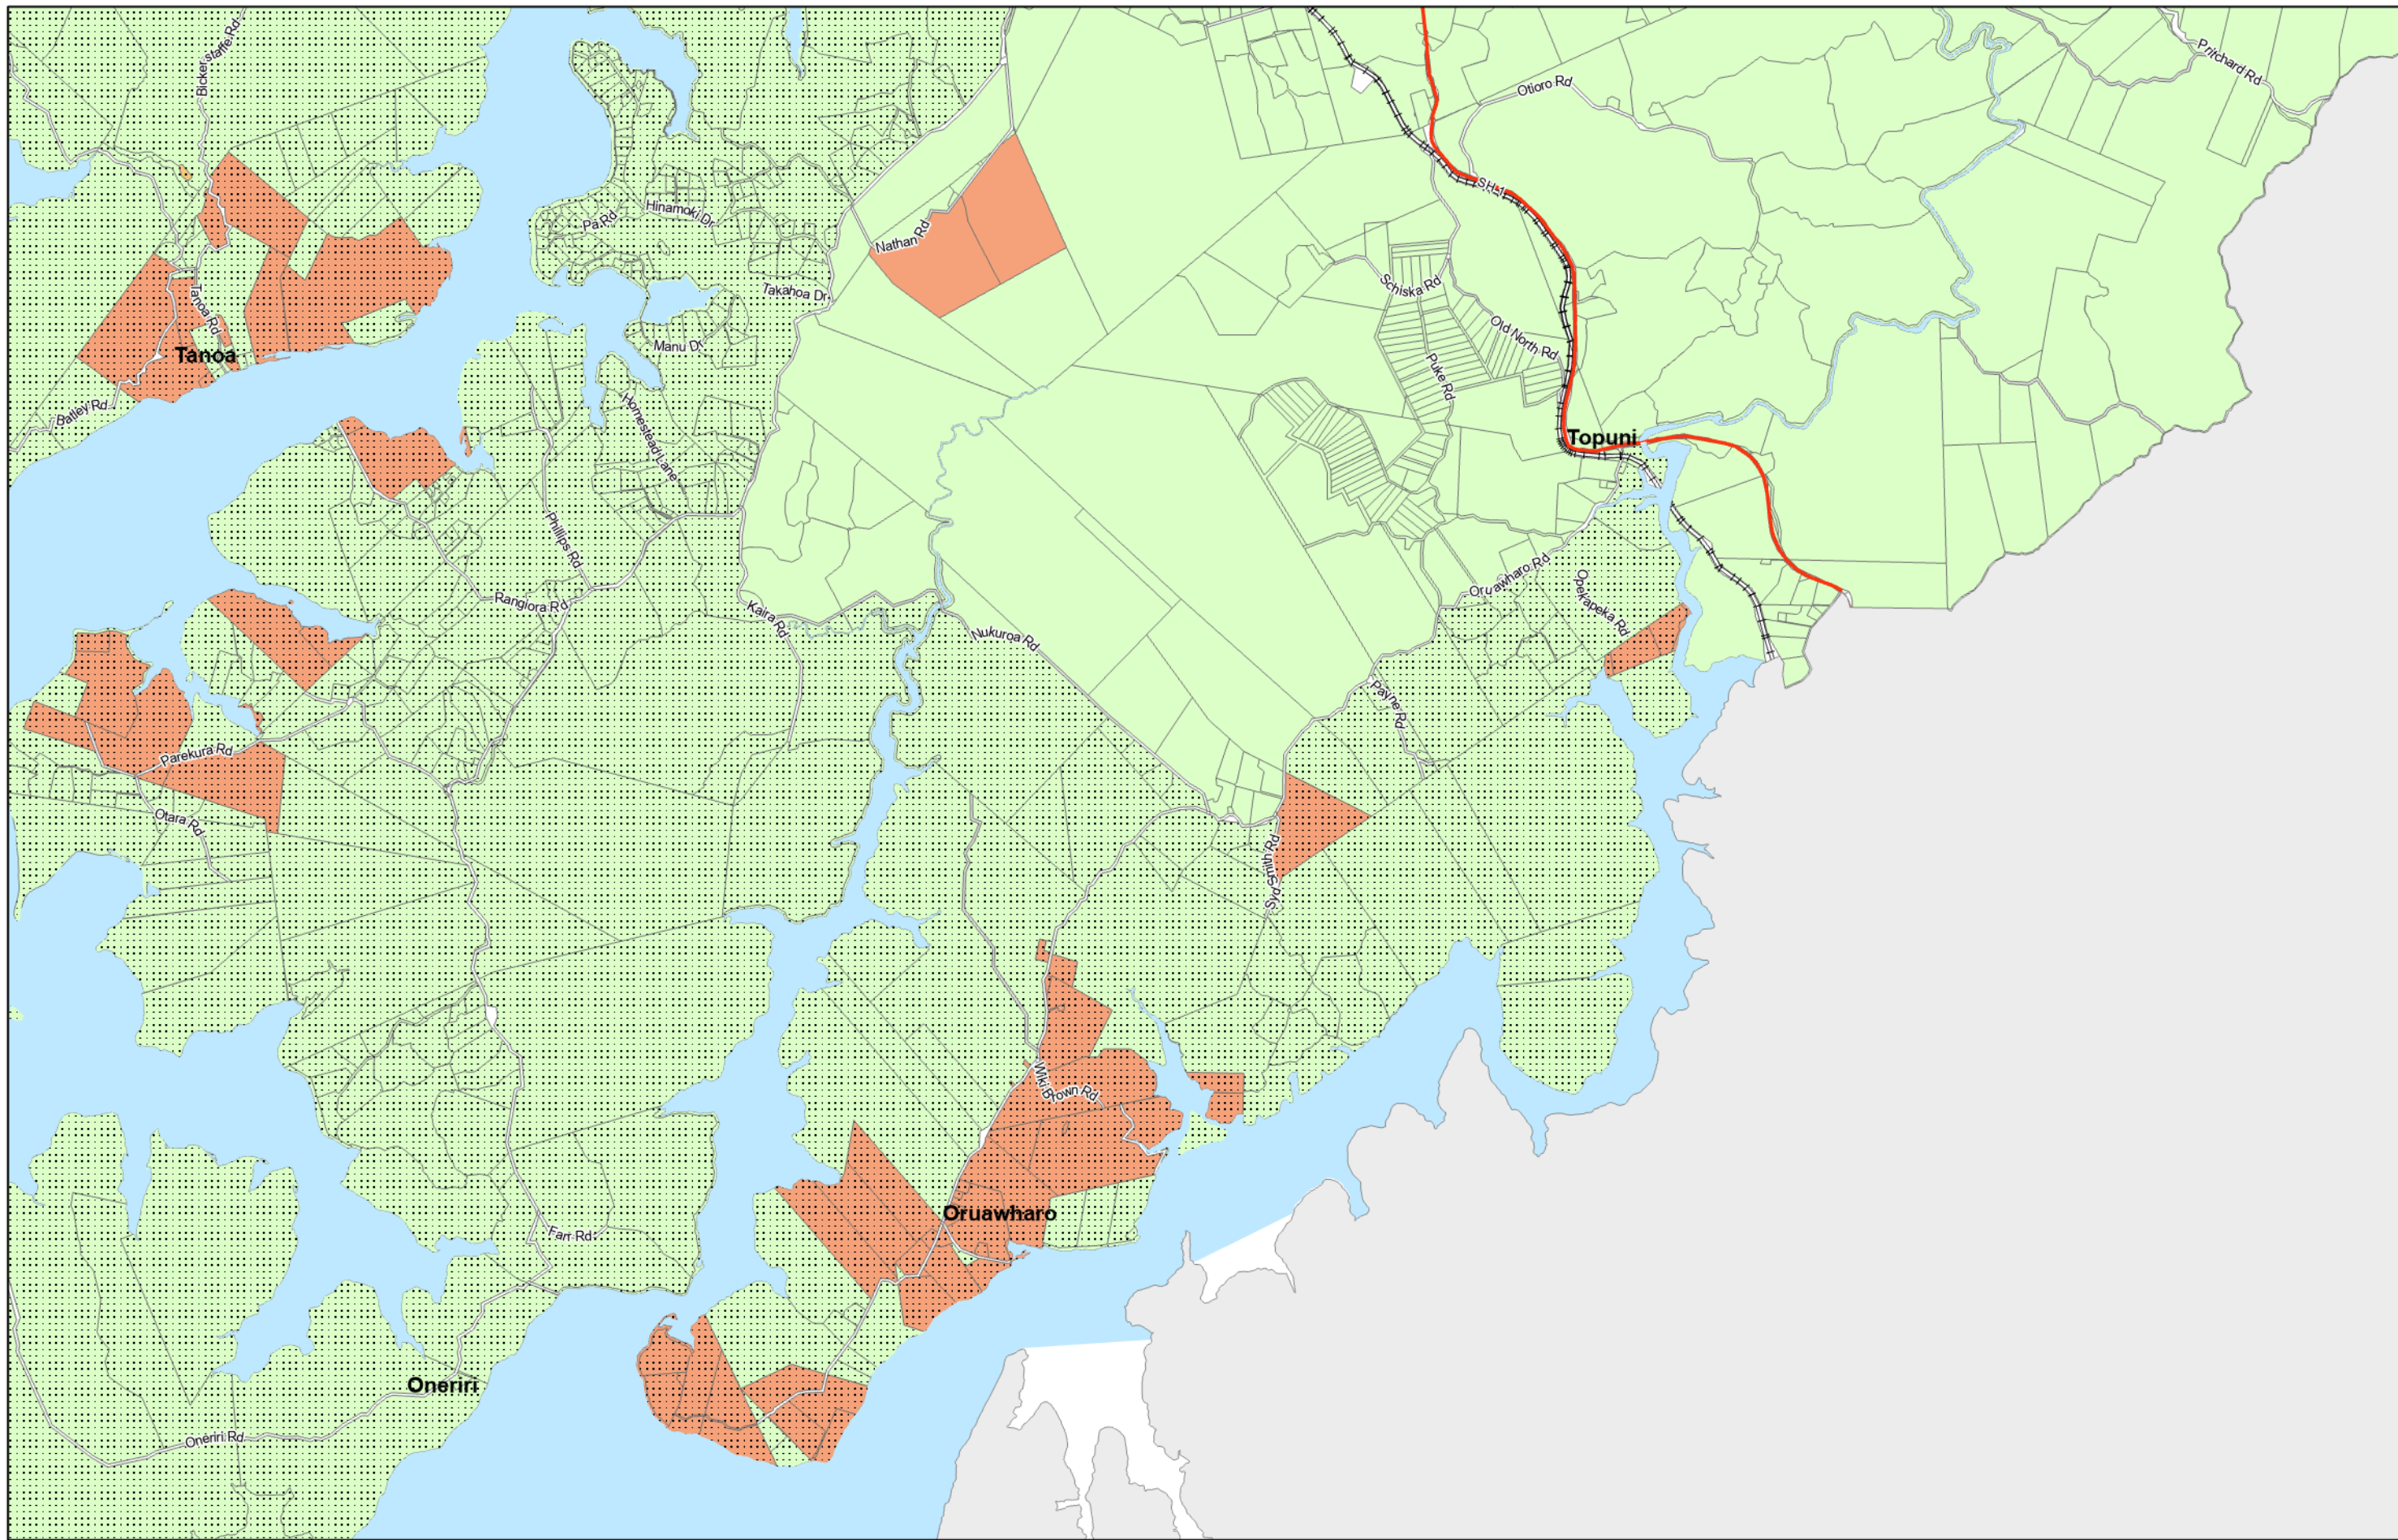 Bickerstaffe Rd
Pritchard Rd
Otioro Rd
SH 1
Pa Rd
Hinamoki Dr
Nathan Rd
Takahoa Dr
Schiska Rd
Tanoa Rd
Old North Rd
Manu Dr
Tanoa
Puke Rd
Batley Rd
Homestead Lane
Topuni
Phillips Rd
Oruawharo Rd
Opekapeka Rd
Rangiora Rd
Kaira Rd
Nukuroa Rd
Payne Rd
Parekura Rd
Otara Rd
Syd Smith Rd
Wiki Brown Rd
Oruawharo
Farr Rd
Oneriri
Oneriri Rd